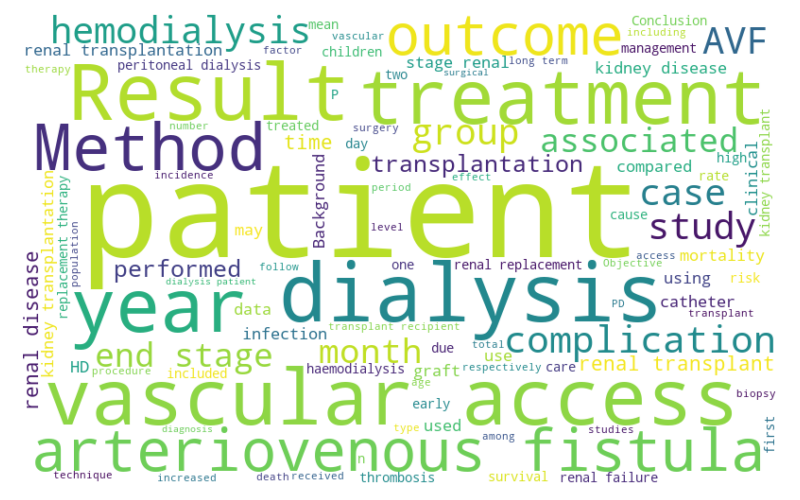 hemodialysis
mean
outcome
Conclusion
including
AVF
vascular
renal transplantation
factor
children
management
long term
therapy
peritoneal dialysis
stage renal
kidney disease
two
surgical
Result
treatment
P
number
treated
surgery
day
Method
time
group
associated
high
kidney transplant
clinical
Background
transplantation
compared
rate
incidence
patient
period
effect
case
cause
level
study
may
kidney transplantation
replacement therapy
population
renal disease
performed
follow
one
renal replacement
Objective
access
mortality
dialysis patient
year
dialysis
PD
using
risk
data
catheter
transplant
infection
transplant recipient
complication
end stage
month
due
total
use
HD
procedure
included
haemodialysis
graft
respectively
care
renal transplant
age
vascular access
biopsy
type
early
used
diagnosis
among
studies
first
arteriovenous fistula
n
technique
increased
death
received
thrombosis
survival
renal failure